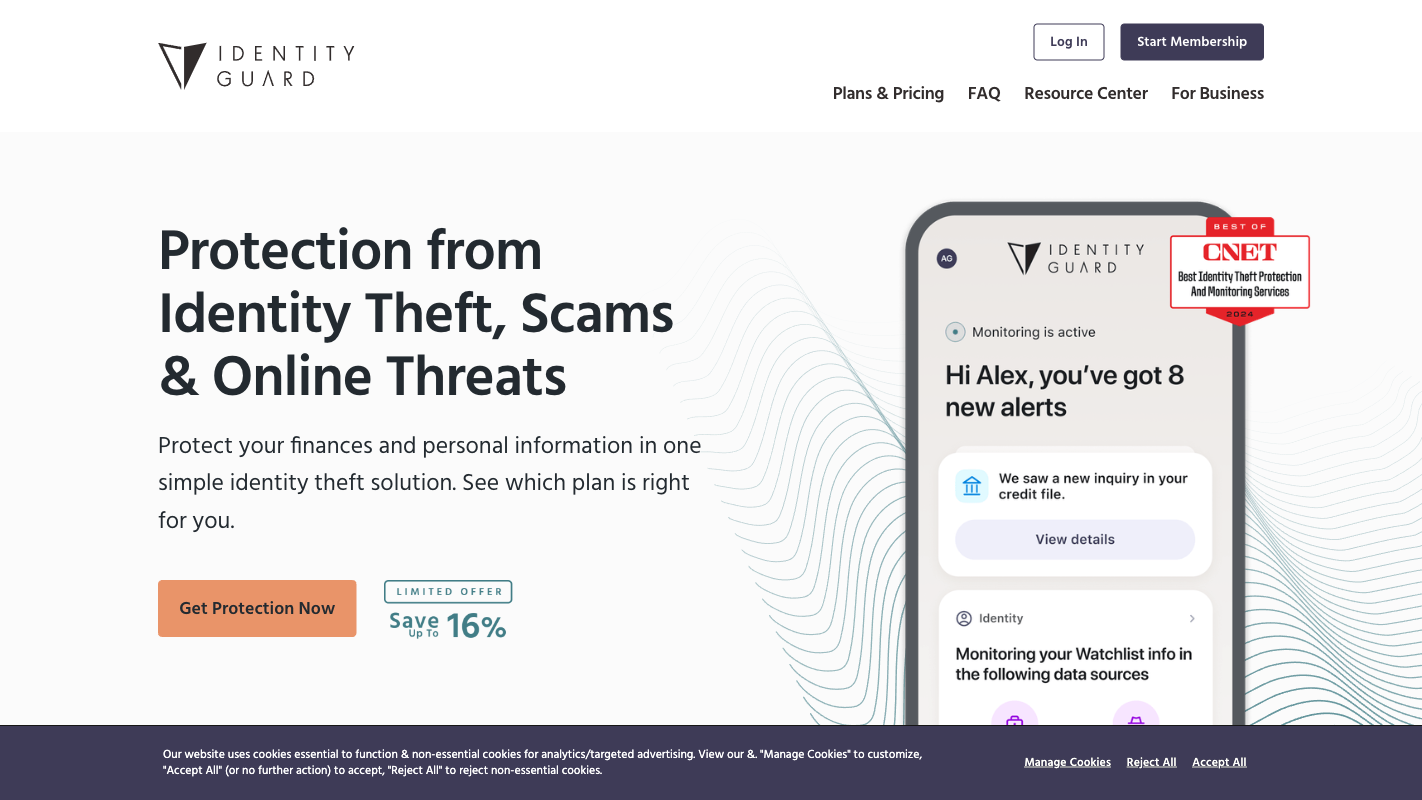 IDENTITY
GUARD
Log In
Start Membership
Plans & Pricing
FAQ
Resource Center
For Business
Protection from
Identity Theft, Scams
& Online Threats
Protect your finances and personal information in one
simple identity theft solution. See which plan is right
for you.
Get Protection Now
LIMITED OFFER
Save
Up To
16%
AG
IDENTITY
GUARD
BEST OF
CNET
Best Identity Theft Protection
And Monitoring Services
2024
Monitoring is active
Hi Alex, you've got 8
new alerts
We saw a new inquiry in your
credit file.
View details
Identity
Monitoring your Watchlist info in
the following data sources
Our website uses cookies essential to function & non-essential cookies for analytics/targeted advertising. View our &. "Manage Cookies" to customize,
"Accept All" (or no further action) to accept, "Reject All" to reject non-essential cookies.
Manage Cookies
Reject All
Accept All